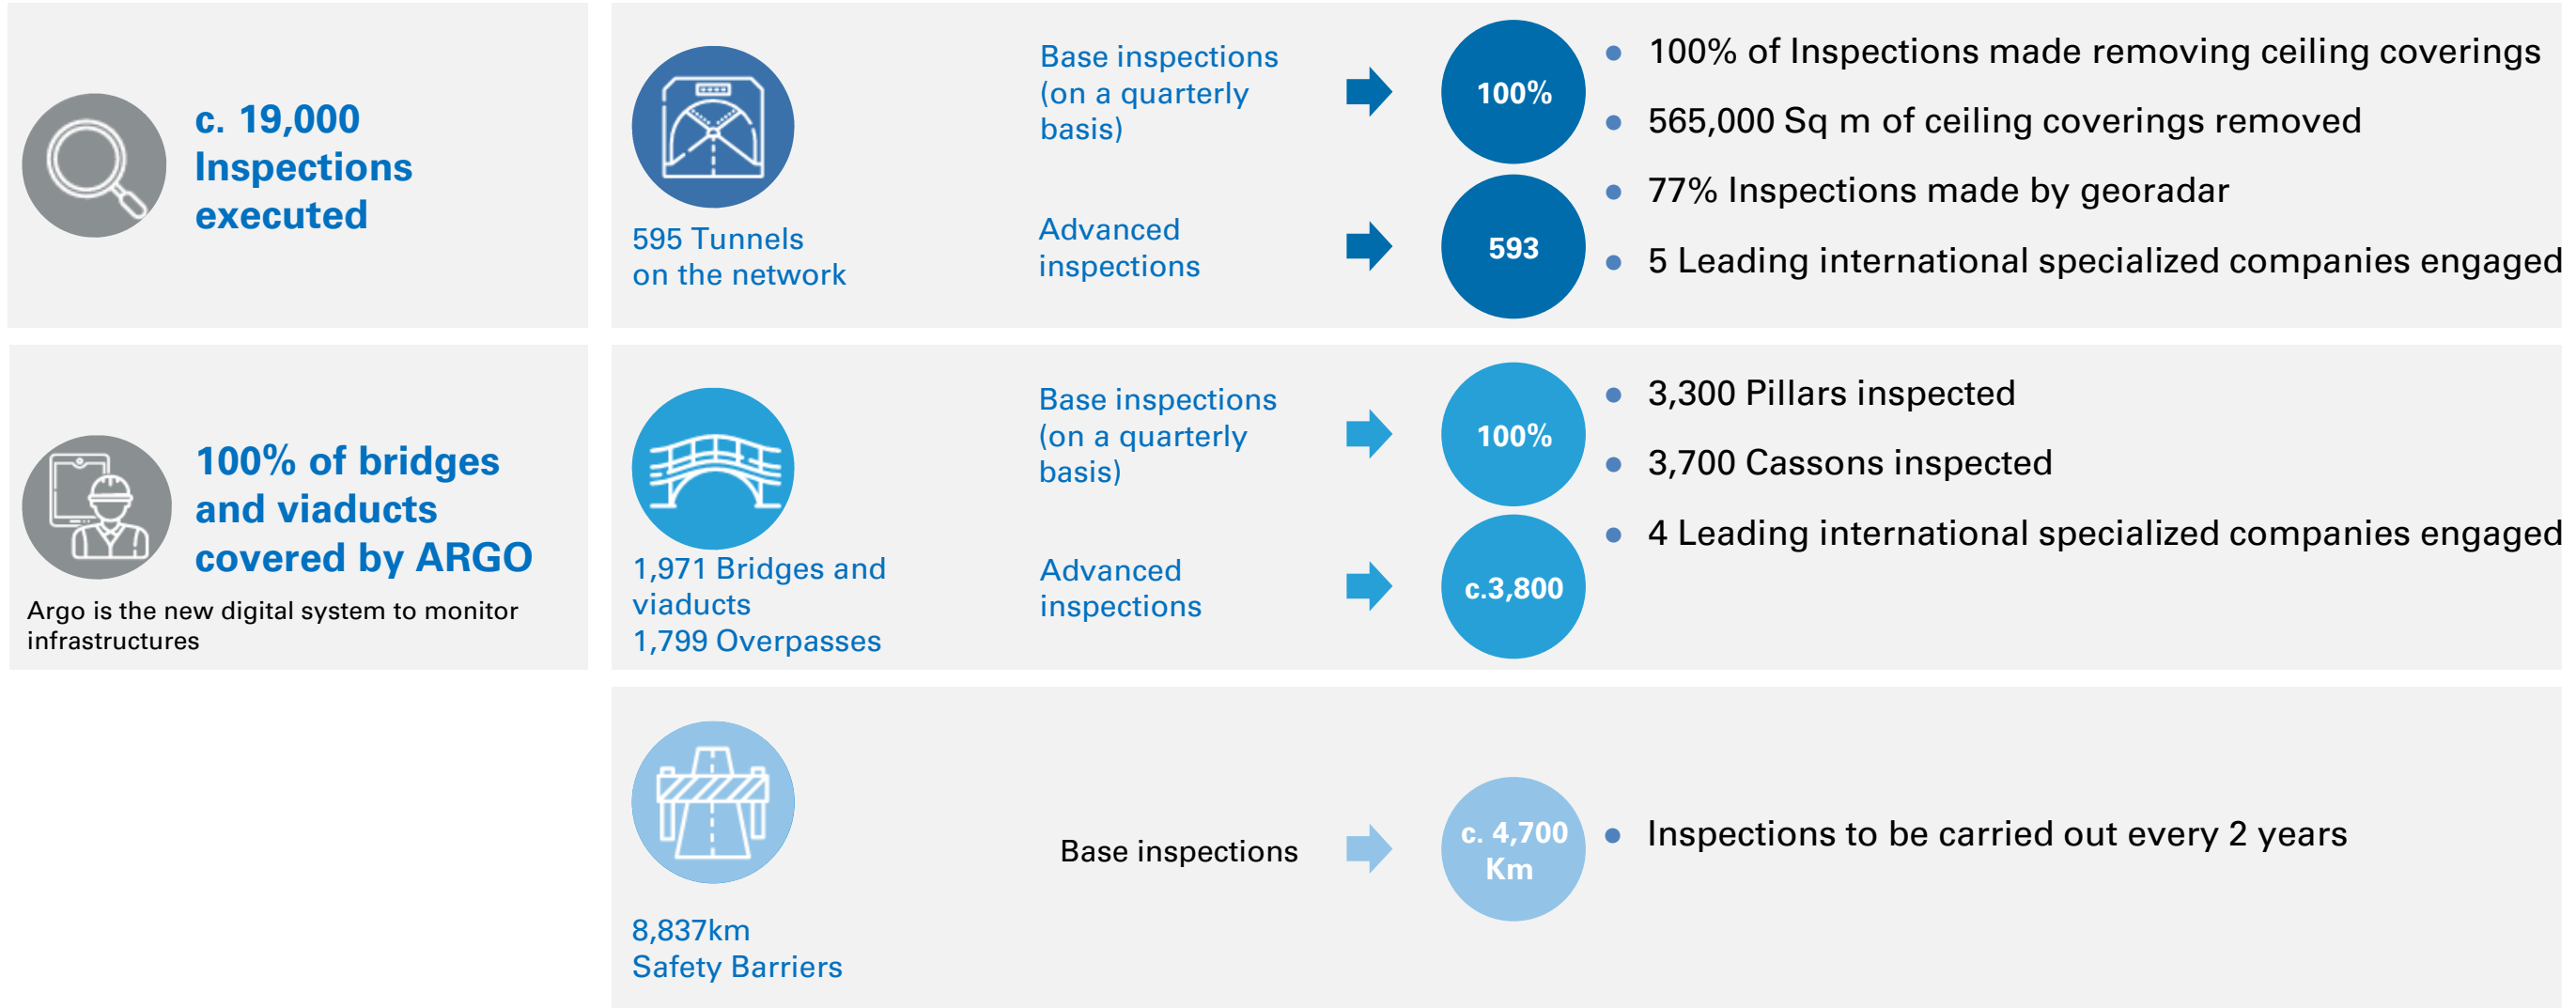 c. 19,000
Inspections
executed
595 Tunnels
on the network
Base inspections
(on a quarterly
basis)
100%
Advanced
inspections
593
• 100% of Inspections made removing ceiling coverings
• 565,000 Sq m of ceiling coverings removed
• 77% Inspections made by georadar
• 5 Leading international specialized companies engaged
100% of bridges
and viaducts
covered by ARGO
Argo is the new digital system to monitor
infrastructures
1,971 Bridges and
viaducts
1,799 Overpasses
Base inspections
(on a quarterly
basis)
100%
Advanced
inspections
c.3,800
• 3,300 Pillars inspected
• 3,700 Cassons inspected
• 4 Leading international specialized companies engaged
8,837km
Safety Barriers
Base inspections
c. 4,700
Km
• Inspections to be carried out every 2 years